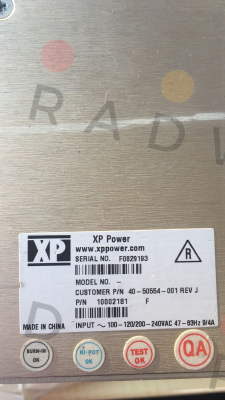 RADW
XP
XP Power
www.xppower.com
SERIAL NO. F0829193
MODEL NO. -
CUSTOMER P/N 40-50554-001 REV J
P/N 10002181 F
MADE IN CHINA
INPUT ~ 100-120/200-240VAC 47-63Hz 9/4A
R
BURN-IN
OK
HI-POT
OK
TEST
OK
QA